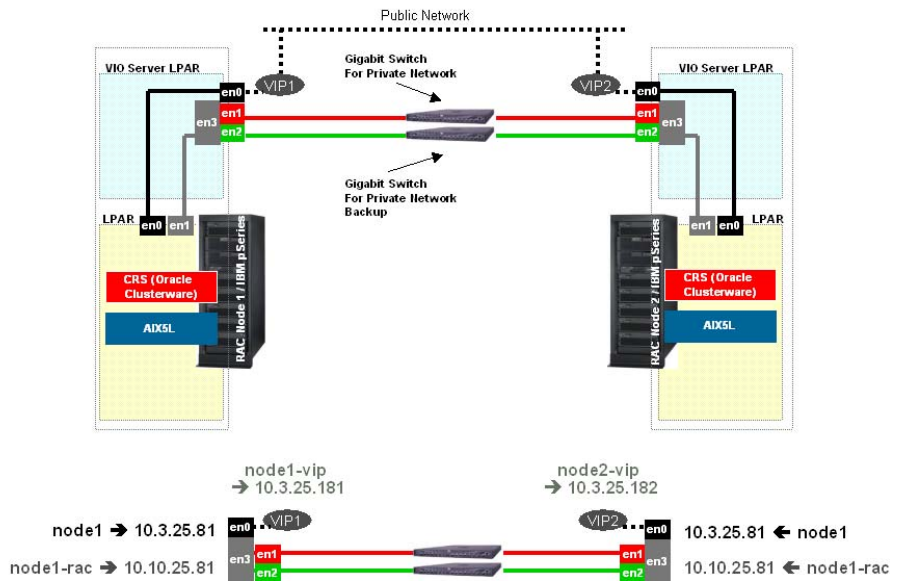 Public Network
VIO Server LPAR
Gigabit Switch
For Private Network
VIO Server LPAR
en0
VIP1
VIP2
en0
en1
en1
en3
en2
en2
en3
Gigabit Switch
For Private Network
Backup
LPAR
en0
en1
en1
en0
LPAR
RAC Node 1 / IBM pSeries
CRS (Oracle
Clusterware)
AIX5L
RAC Node 2 / IBM pSeries
CRS (Oracle
Clusterware)
AIX5L
node1-vip
➔ 10.3.25.181
node2-vip
➔ 10.3.25.182
node1 ➔ 10.3.25.81
en0
VIP1
VIP2
en0
10.3.25.81 ← node1
node1-rac ➔ 10.10.25.81
en3
en1
en2
en1
en2
en3
10.10.25.81 ← node1-rac